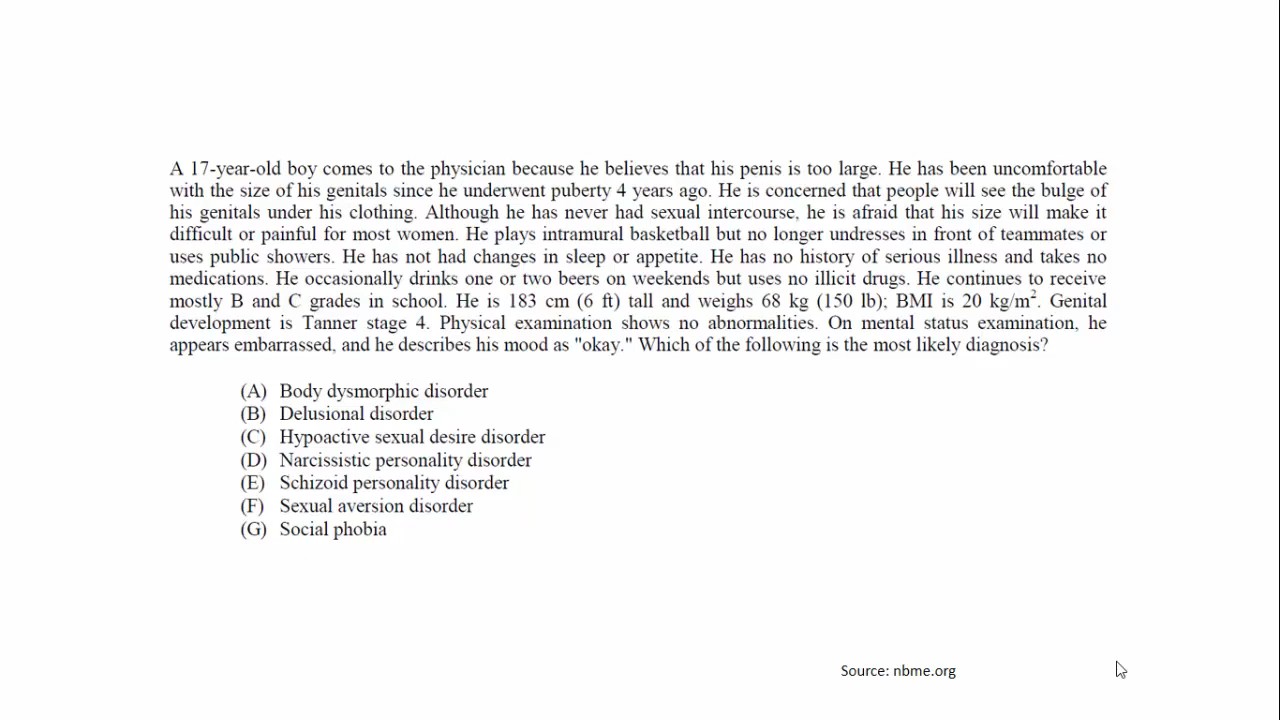 A 17-year-old boy comes to the physician because he believes that his penis is too large. He has been uncomfortable
with the size of his genitals since he underwent puberty 4 years ago. He is concerned that people will see the bulge of
his genitals under his clothing. Although he has never had sexual intercourse, he is afraid that his size will make it
difficult or painful for most women. He plays intramural basketball but no longer undresses in front of teammates or
uses public showers. He has not had changes in sleep or appetite. He has no history of serious illness and takes no
medications. He occasionally drinks one or two beers on weekends but uses no illicit drugs. He continues to receive
mostly B and C grades in school. He is 183 cm (6 ft) tall and weighs 68 kg (150 lb); BMI is 20 kg/m². Genital
development is Tanner stage 4. Physical examination shows no abnormalities. On mental status examination, he
appears embarrassed, and he describes his mood as "okay." Which of the following is the most likely diagnosis?
(A) Body dysmorphic disorder
(B) Delusional disorder
(C) Hypoactive sexual desire disorder
(D) Narcissistic personality disorder
(E) Schizoid personality disorder
(F) Sexual aversion disorder
(G) Social phobia
Source: nbme.org